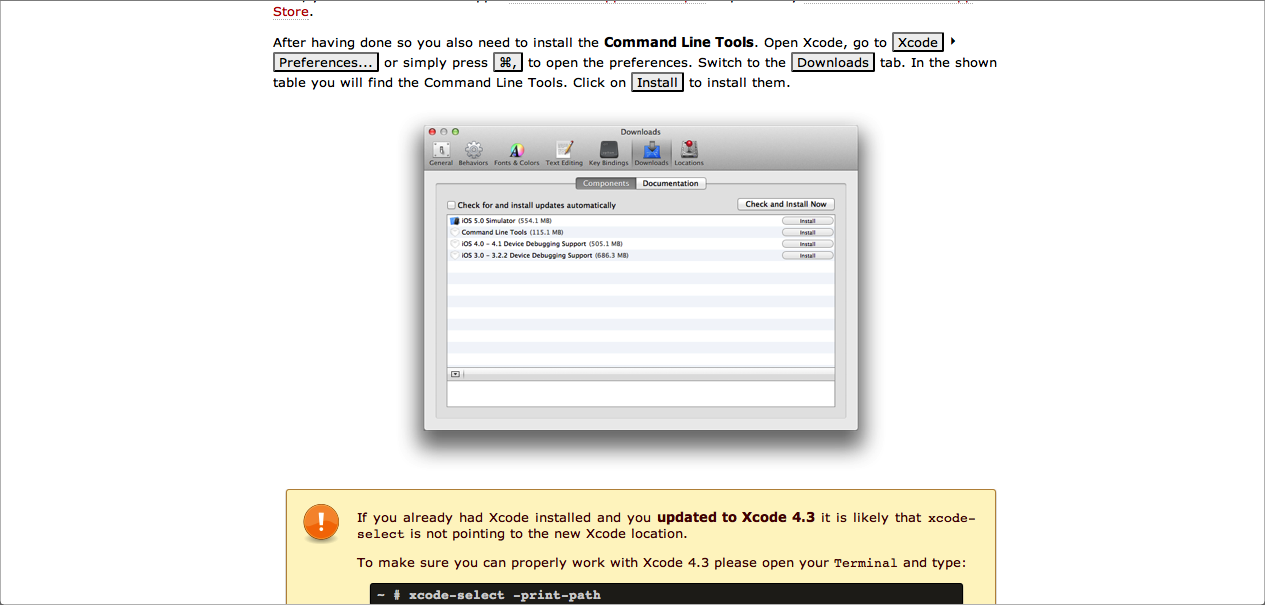 Store.
After having done so you also need to install the Command Line Tools. Open Xcode, go to Xcode ▸
Preferences... or simply press ⌘, to open the preferences. Switch to the Downloads tab. In the shown
table you will find the Command Line Tools. Click on Install to install them.
Downloads
General Behaviors Fonts & Colors Text Editing Key Bindings Downloads Locations
Components Documentation
Check for and install updates automatically Check and Install Now
iOS 5.0 Simulator (554.1 MB) Install
Command Line Tools (115.1 MB) Install
iOS 4.0 – 4.1 Device Debugging Support (505.1 MB) Install
iOS 3.0 – 3.2.2 Device Debugging Support (686.3 MB) Install
If you already had Xcode installed and you updated to Xcode 4.3 it is likely that xcode-
select is not pointing to the new Xcode location.
To make sure you can properly work with Xcode 4.3 please open your Terminal and type:
~ # xcode-select -print-path